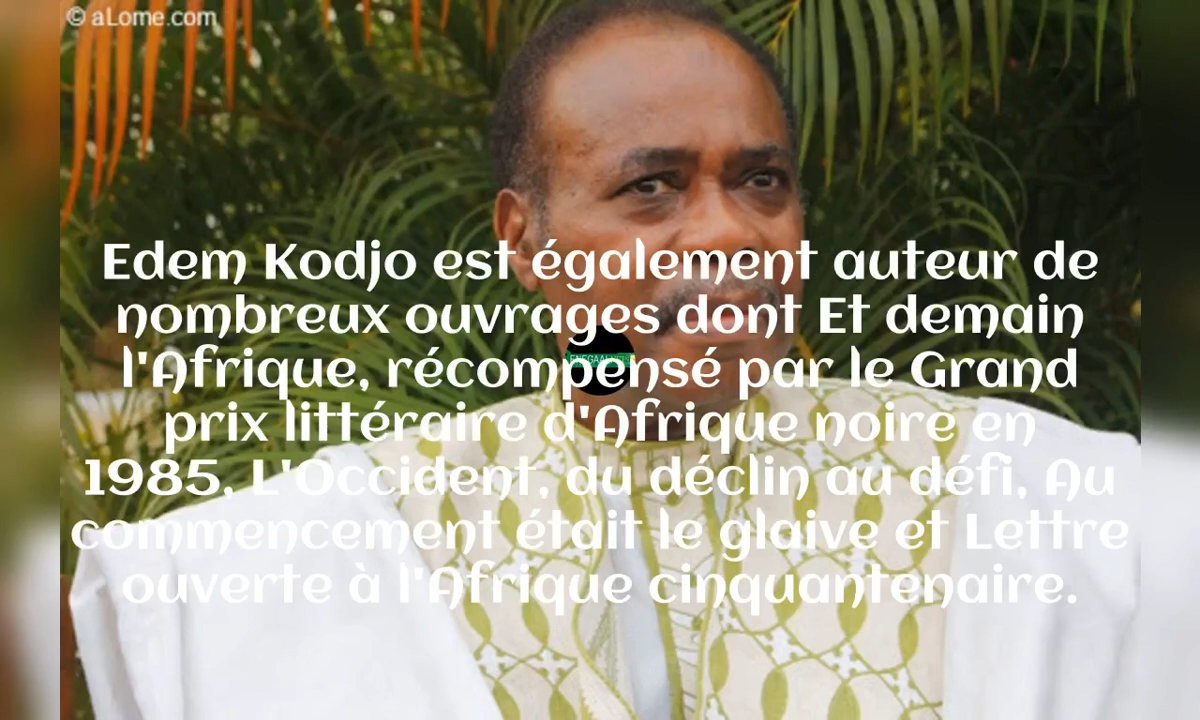 © aLome.com
Edem Kodjo est également auteur de
nombreux ouvrages dont Et demain
l'Afrique, récompensé par le Grand
prix littéraire d'Afrique noire en
1985, L'Occident, du déclin au défi, Au
commencement était le glaive et Lettre
ouverte à l'Afrique cinquantenaire.